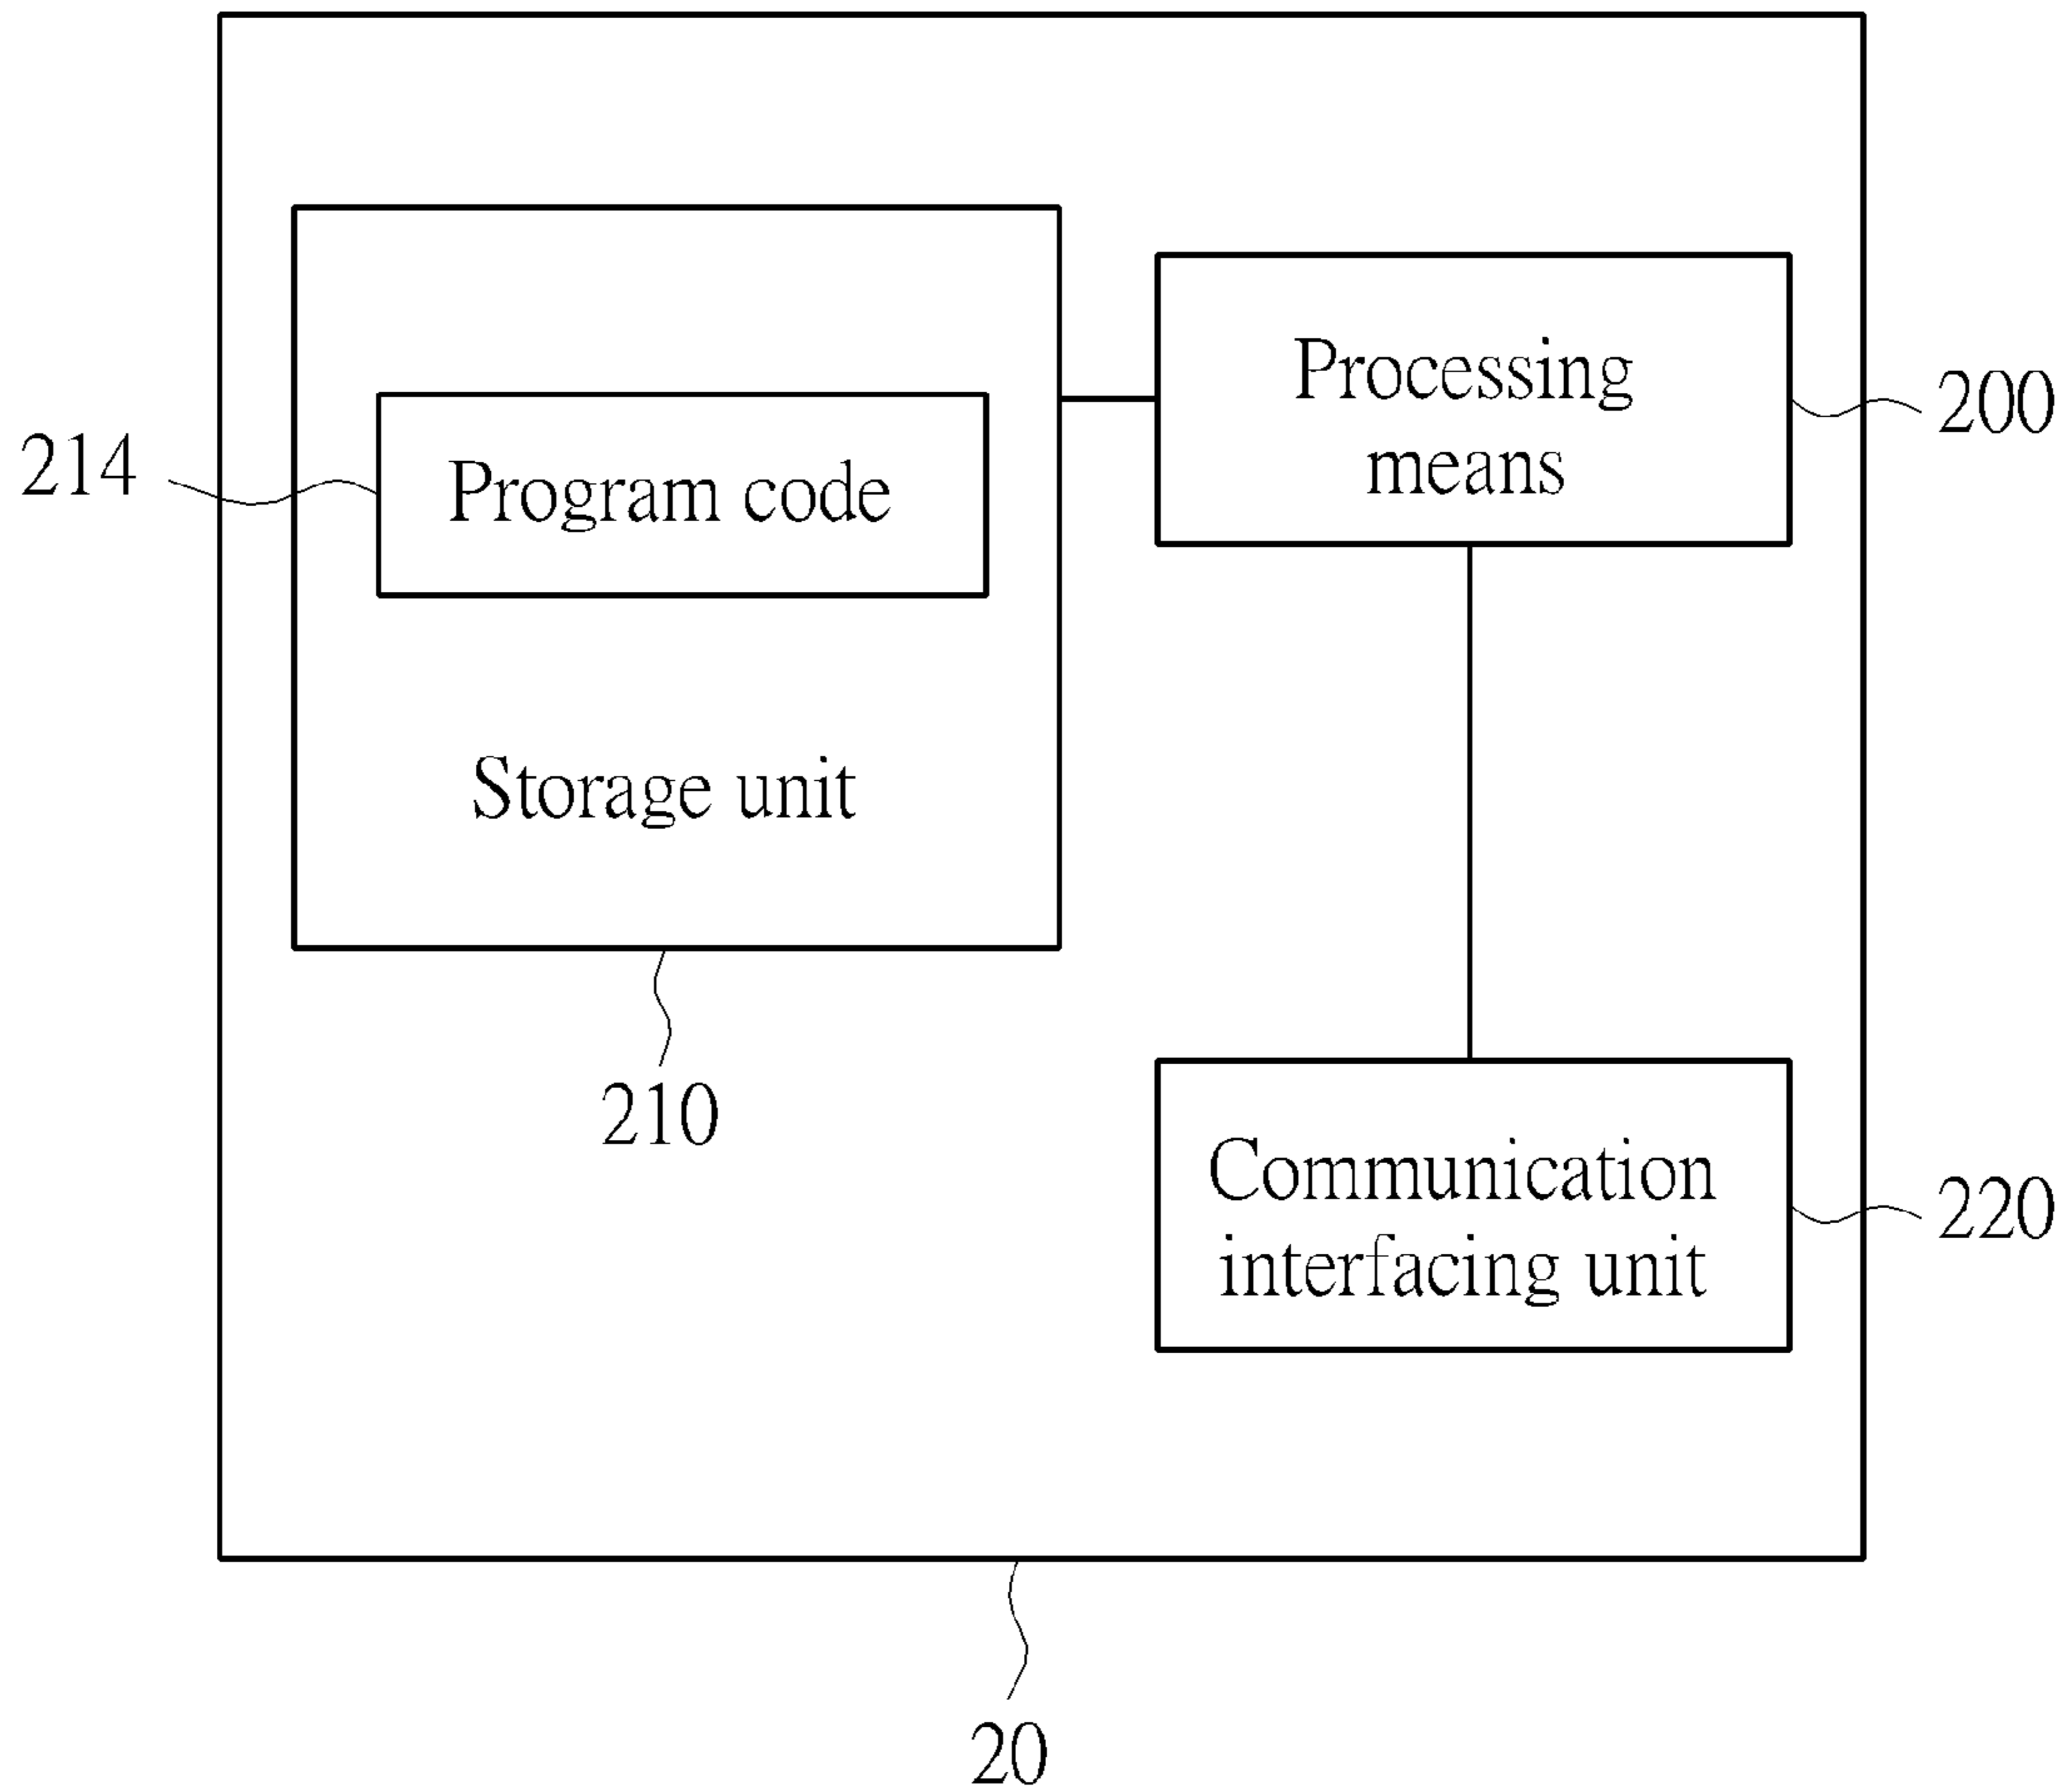 Processing
means
200
214
Program code
Storage unit
210
Communication
interfacing unit
220
20